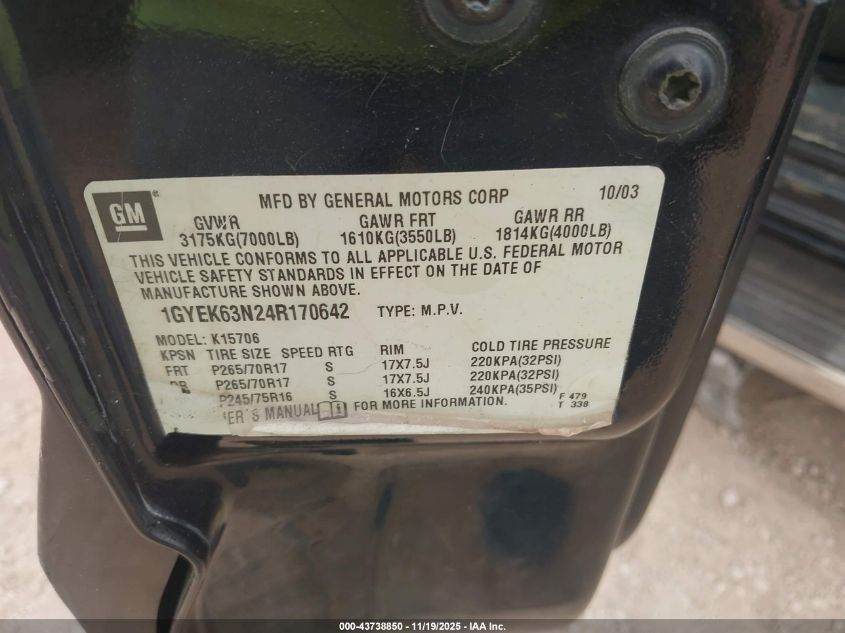 GM
MFD BY GENERAL MOTORS CORP 10/03
GVWR GAWR FRT GAWR RR
3175KG(7000LB) 1610KG(3550LB) 1814KG(4000LB)
THIS VEHICLE CONFORMS TO ALL APPLICABLE U.S. FEDERAL MOTOR
VEHICLE SAFETY STANDARDS IN EFFECT ON THE DATE OF
MANUFACTURE SHOWN ABOVE.
1GYEK63N24R170642 TYPE: M.P.V.
MODEL: K15706
KPSN TIRE SIZE SPEED RTG RIM COLD TIRE PRESSURE
FRT P265/70R17 S 17X7.5J 220KPA(32PSI)
P265/70R17 S 17X7.5J 220KPA(32PSI)
P245/75R16 S 16X6.5J 240KPA(35PSI)
ER'S MANUAL FOR MORE INFORMATION. F 479
T 338
000-43738850 | 11/19/2025 | IAA Inc.